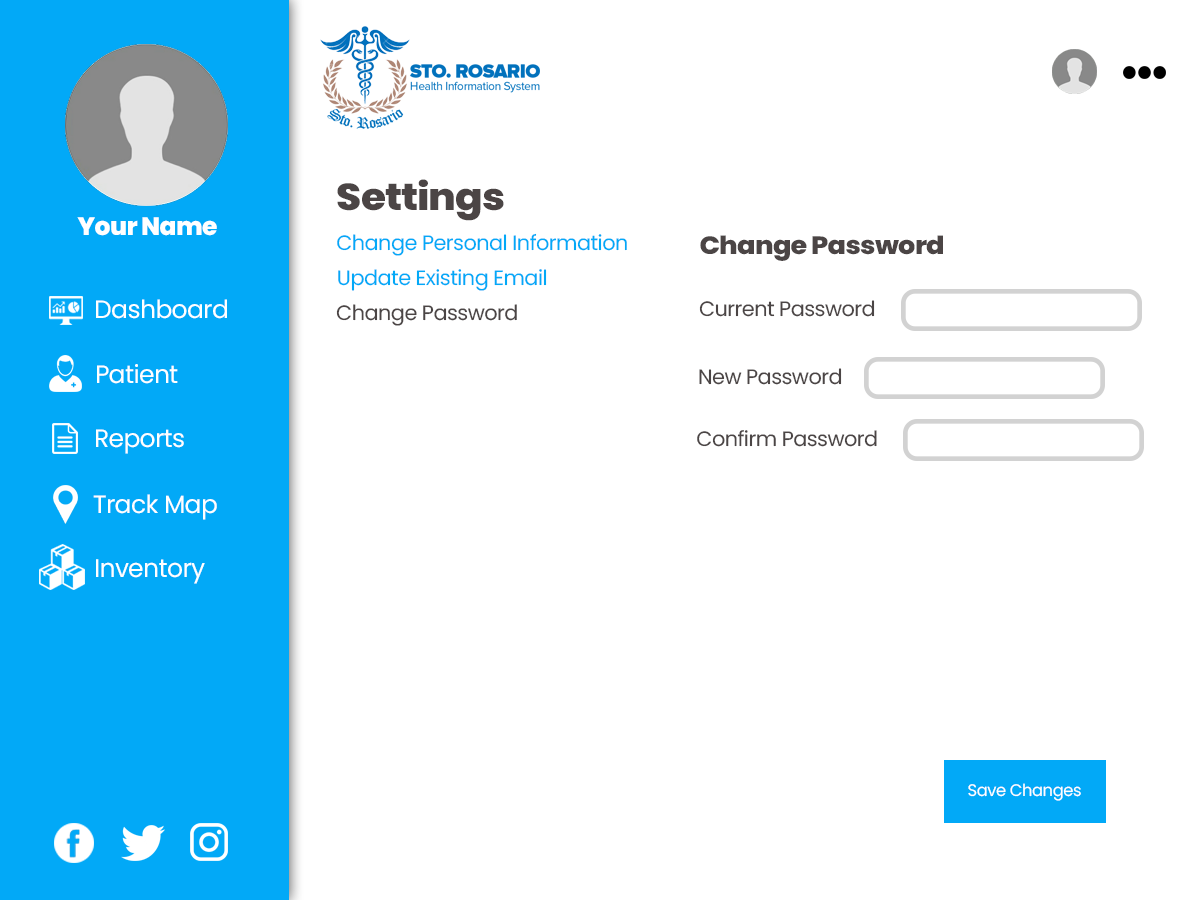 Your Name
Dashboard
Patient
Reports
Track Map
Inventory
STO. ROSARIO
Health Information System
Sto. Rosario
Settings
Change Personal Information
Update Existing Email
Change Password
Change Password
Current Password
New Password
Confirm Password
Save Changes